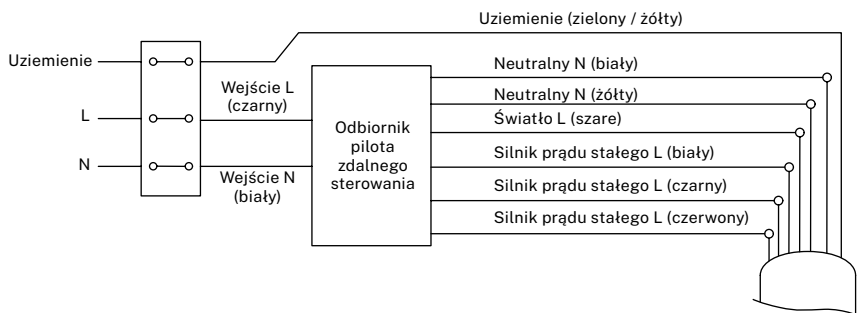 Uziemienie (zielony / żółty)
Uziemienie
Wejście L
(czarny)
L
N
Wejście N
(biały)
Odbiornik
pilota
zdalnego
sterowania
Neutralny N (biały)
Neutralny N (żółty)
Światło L (szare)
Silnik prądu stałego L (biały)
Silnik prądu stałego L (czarny)
Silnik prądu stałego L (czerwony)